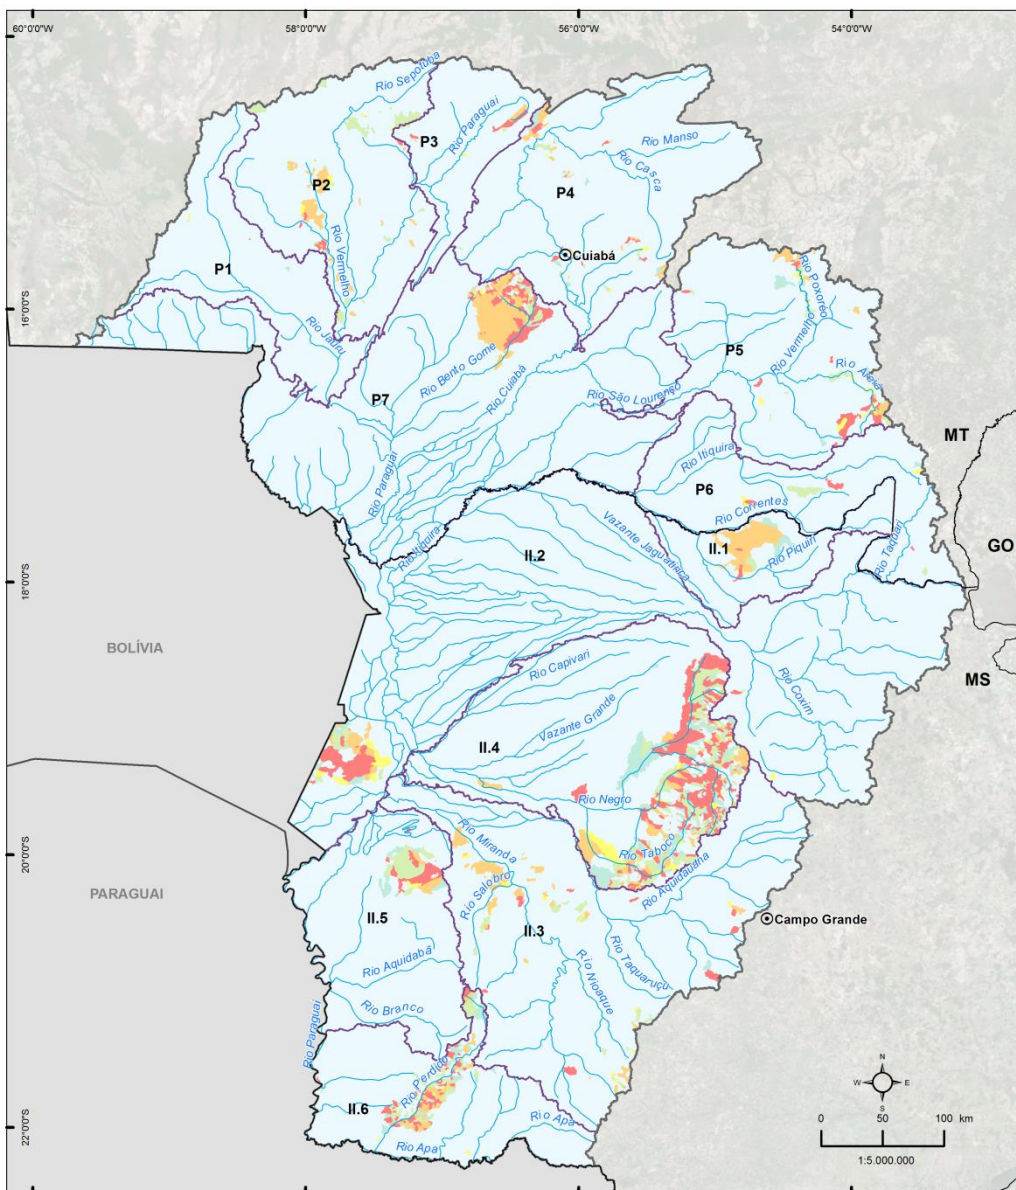 60°0'0"W
58°0'0"W
56°0'0"W
54°0'0"W
Rio Sepotuba
P3
Rio Paraguai
Rio Manso
Rio Casca
P2
P4
Cuiabá
P1
Rio Vermelho
Rio Poxoréo
16°0'0"S
Rio Jauru
Rio Bento Gome
Rio Cuiabá
P5
Rio Vermelho
Rio São Lourenço
P7
MT
Rio Itiquira
P6
Rio Paraguai
Rio Correntes
Rio Itiquira
II.2
Vazante Jaguatirica
II.1
Rio Piquiri
Rio Taquari
GO
18°0'0"S
BOLÍVIA
Rio Capivari
Rio Coxim
MS
Vazante Grande
II.4
Rio Negro
Rio Miranda
Rio Taboco
20°0'0"S
Rio Salobro
PARAGUAI
Campo Grande
II.5
II.3
Rio Aquidabã
Rio Taquaruçu
Rio Nioaque
Rio Branco
Rio Paraguai
Rio Perdido
N
W E
S
II.6
Rio Apa
0 50 100 km
22°0'0"S
Rio Apa
1:5.000.000